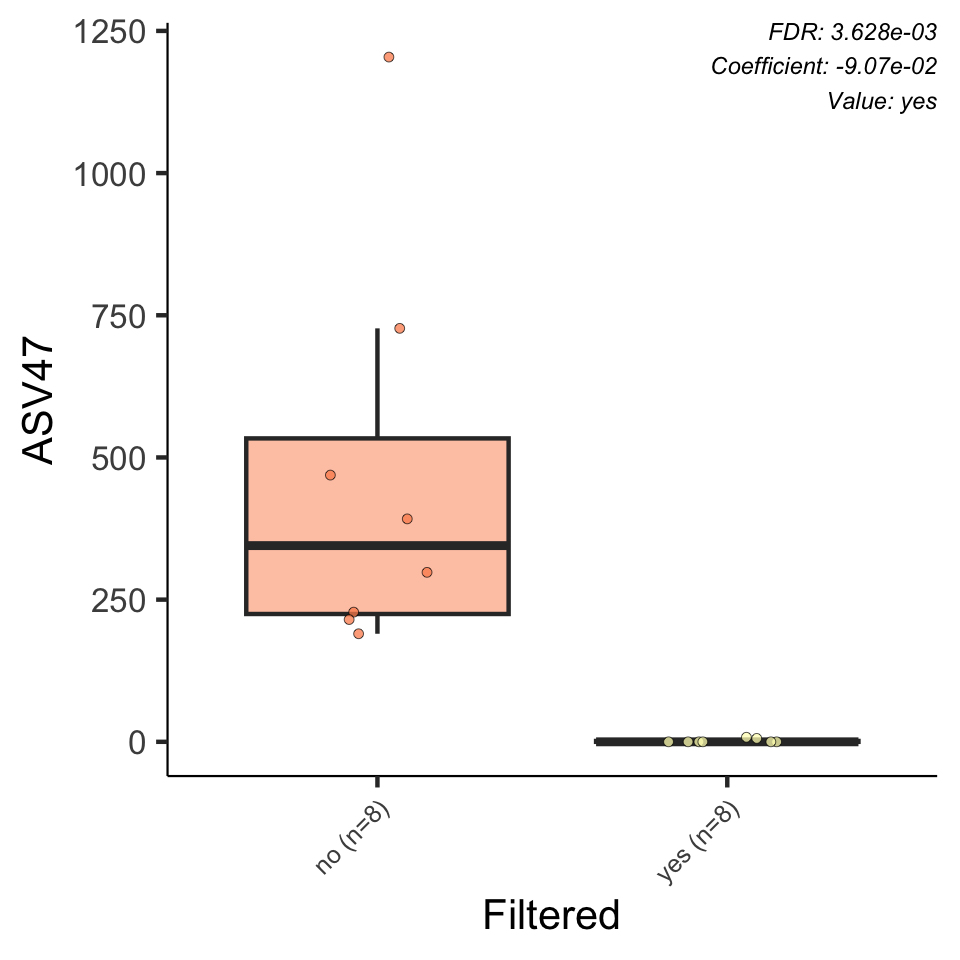 FDR: 3.628e-03
Coefficient: -9.07e-02
Value: yes
1250
1000
750
500
250
0
ASV47
no (n=8)
yes (n=8)
Filtered